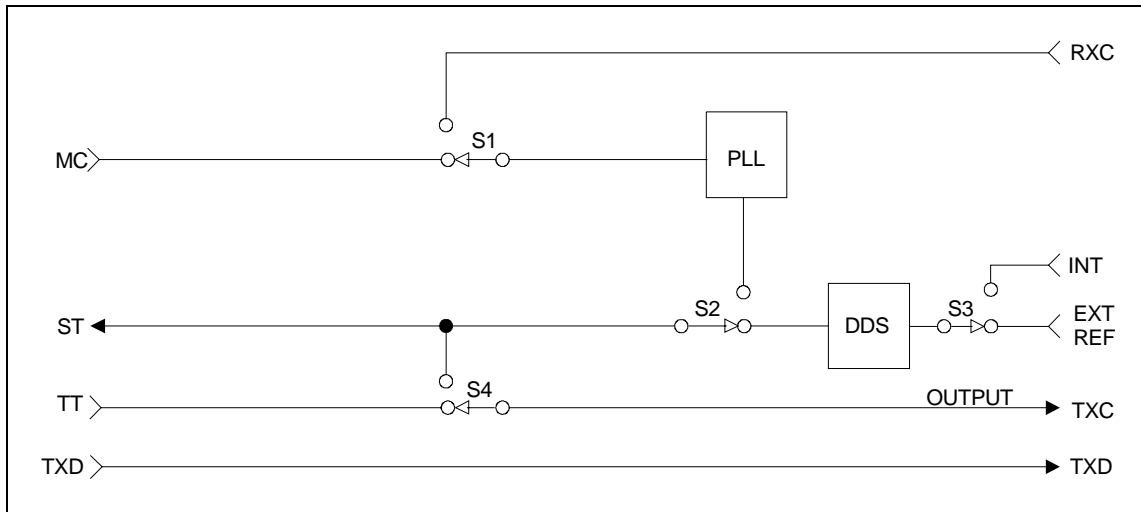 RXC
S1
MC
PLL
INT
S2
S3
ST
DDS
EXT
REF
S4
TT
OUTPUT
TXC
TXD
TXD